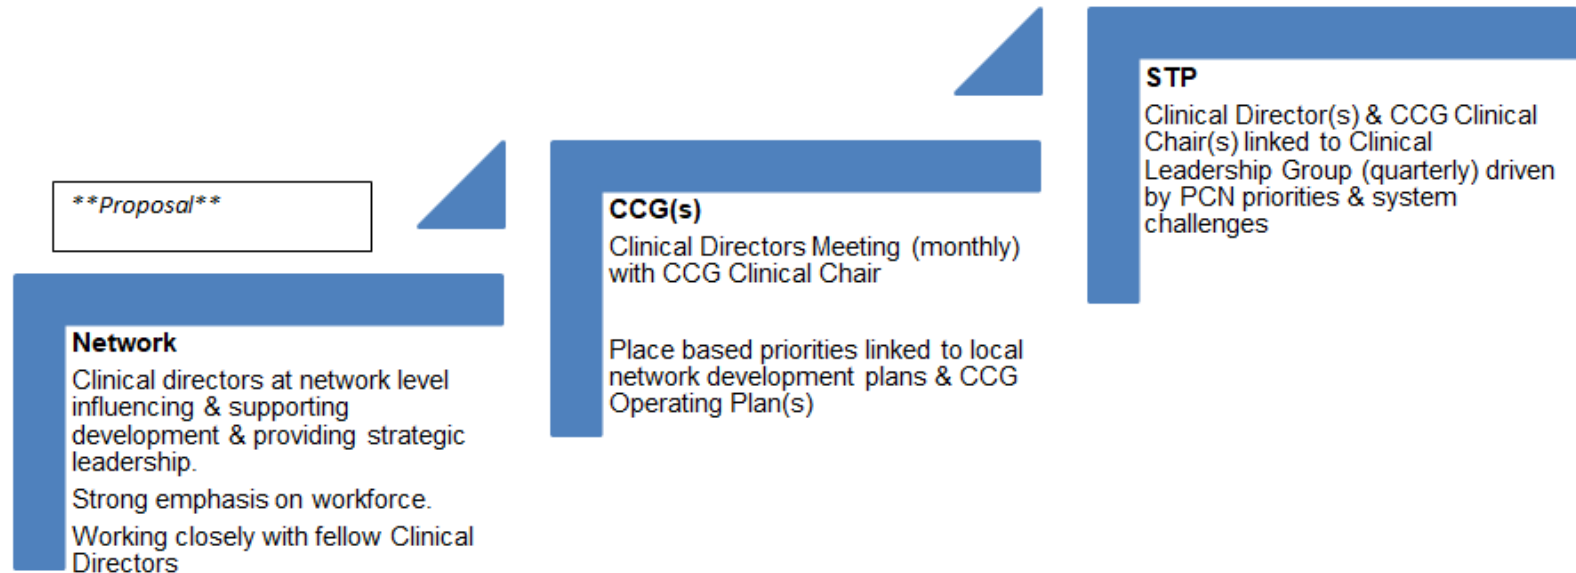 **Proposal**
Network
Clinical directors at network level
influencing & supporting
development & providing strategic
leadership.
Strong emphasis on workforce.
Working closely with fellow Clinical
Directors
CCG(s)
Clinical Directors Meeting (monthly)
with CCG Clinical Chair
Place based priorities linked to local
network development plans & CCG
Operating Plan(s)
STP
Clinical Director(s) & CCG Clinical
Chair(s) linked to Clinical
Leadership Group (quarterly) driven
by PCN priorities & system
challenges